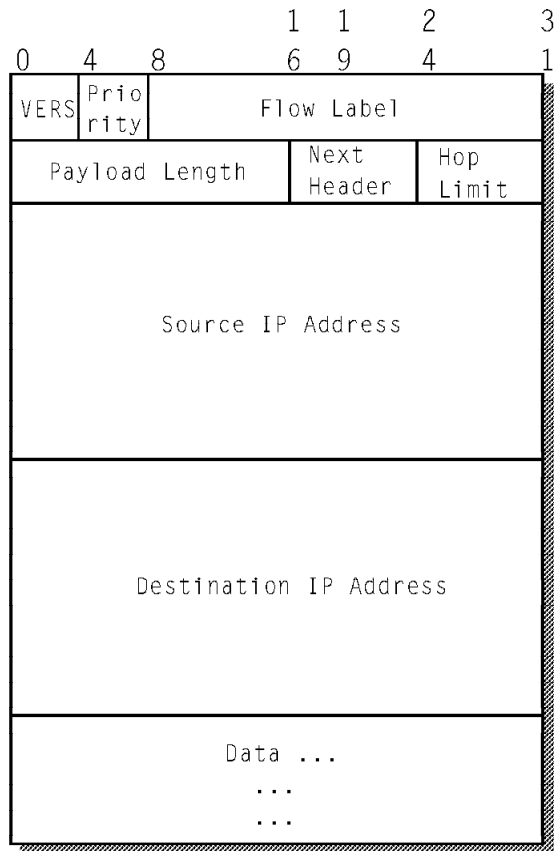 1 1 2 3
0 4 8 6 9 4 1
VERS Prio Flow Label
rity
Payload Length Next Hop
Header Limit
Source IP Address
Destination IP Address
Data ...
...
...